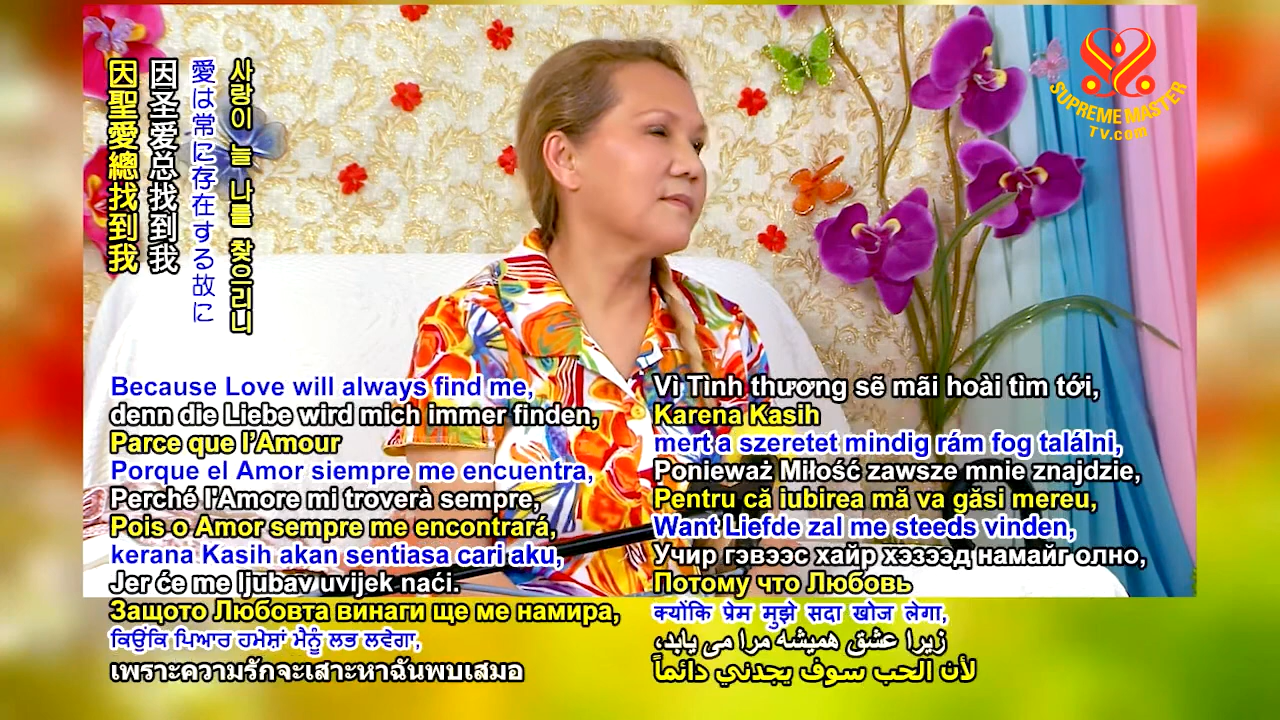 因聖愛總找到我
因圣爱总找到我
愛は常に存在する故に
사랑이 늘 나를 찾으리니
SUPREME MASTER
TV.com
Because Love will always find me,
denn die Liebe wird mich immer finden,
Parce que l’Amour
Porque el Amor siempre me encuentra,
Perché l'Amore mi troverà sempre,
Pois o Amor sempre me encontrará,
kerana Kasih akan sentiasa cari aku,
Jer će me ljubav uvijek naći.
Защото Любовта винаги ще ме намира,
ਕਿਉਂਕਿ ਪਿਆਰ ਹਮੇਸ਼ਾਂ ਮੈਨੂੰ ਲਭ ਲਵੇਗਾ,
เพราะความรักจะเสาะหาฉันพบเสมอ
Vì Tình thương sẽ mãi hoài tìm tới,
Karena Kasih
mert a szeretet mindig rám fog találni,
Ponieważ Miłość zawsze mnie znajdzie,
Pentru că iubirea mă va găsi mereu,
Want Liefde zal me steeds vinden,
Учир гэвээс хайр хэзээд намайг олно,
Потому что Любовь
क्योंकि प्रेम मुझे सदा खोज लेगा,
زیرا عشق همیشه مرا می یابد،
لأن الحب سوف يجدني دائماً